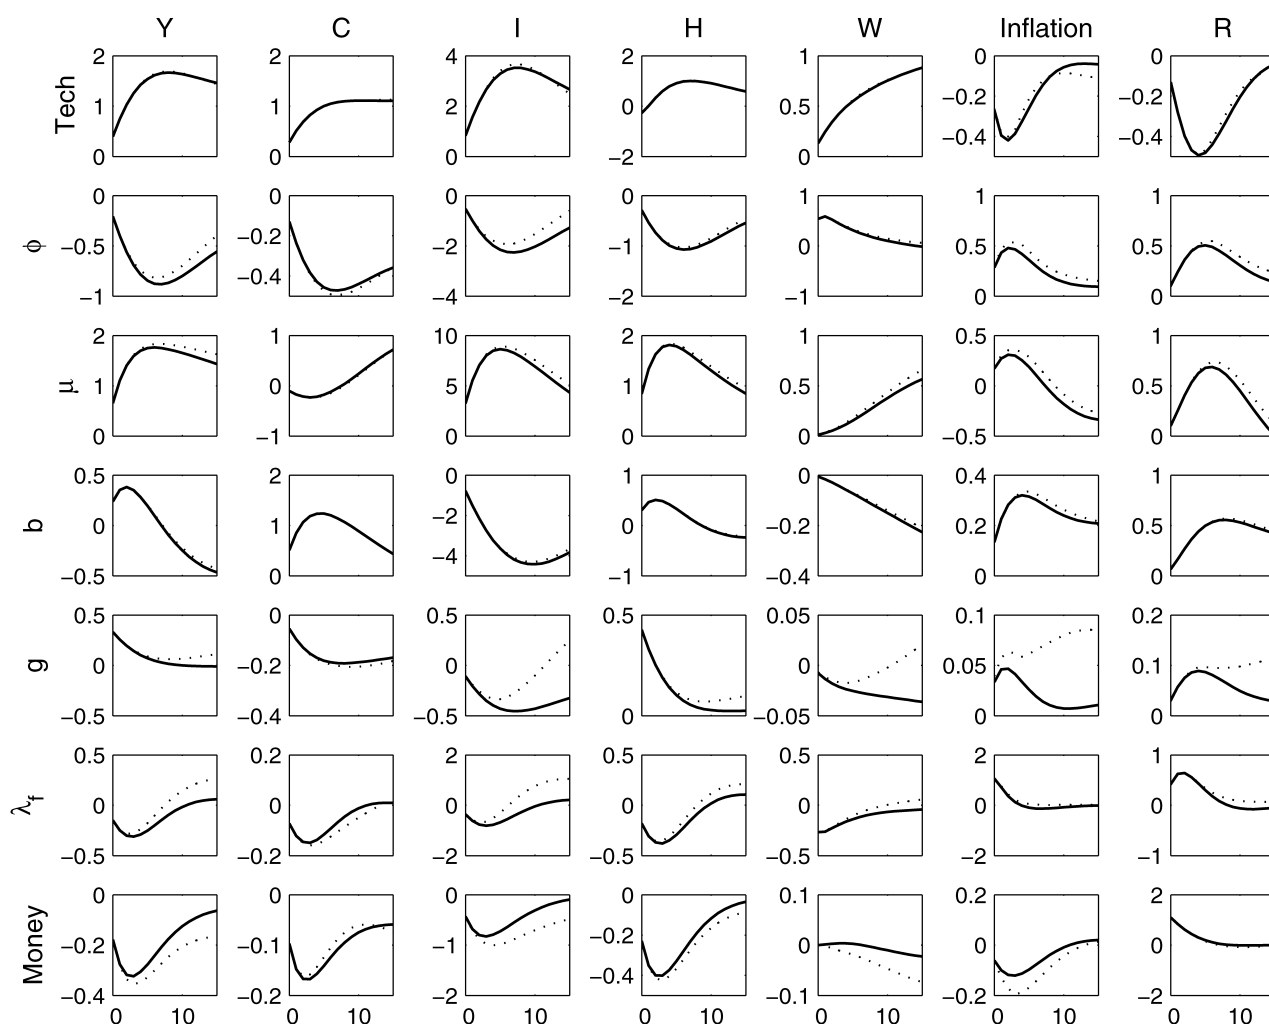 Y C I H W Inflation R
Tech 2 1 0 2 1 0 4 2 0 2 0 −2 1 0.5 0 0 −0.2 −0.4 0 −0.2 −0.4
ϕ 0 −0.5 −1 0 −0.2 −0.4 0 −2 −4 0 −1 −2 1 0 −1 1 0.5 0 1 0.5 0
μ 2 1 0 1 0 −1 10 5 0 2 1 0 1 0.5 0 0.5 0 −0.5 1 0.5 0
b 0.5 0 −0.5 2 1 0 0 −2 −4 1 0 −1 0 −0.2 −0.4 0.4 0.2 0 1 0.5 0
g 0.5 0 −0.5 0 −0.2 −0.4 0.5 0 −0.5 0.5 0 0.05 0 −0.05 0.1 0.05 0 0.2 0.1 0
λf 0.5 0 −0.5 0.2 0 −0.2 2 0 −2 0.5 0 −0.5 0.5 0 −0.5 2 0 −2 1 0 −1
Money 0 −0.2 −0.4 0 −0.1 −0.2 0 −1 −2 0 −0.2 −0.4 0.1 0 −0.1 0.2 0 −0.2 2 0 −2
0 10 0 10 0 10 0 10 0 10 0 10 0 10